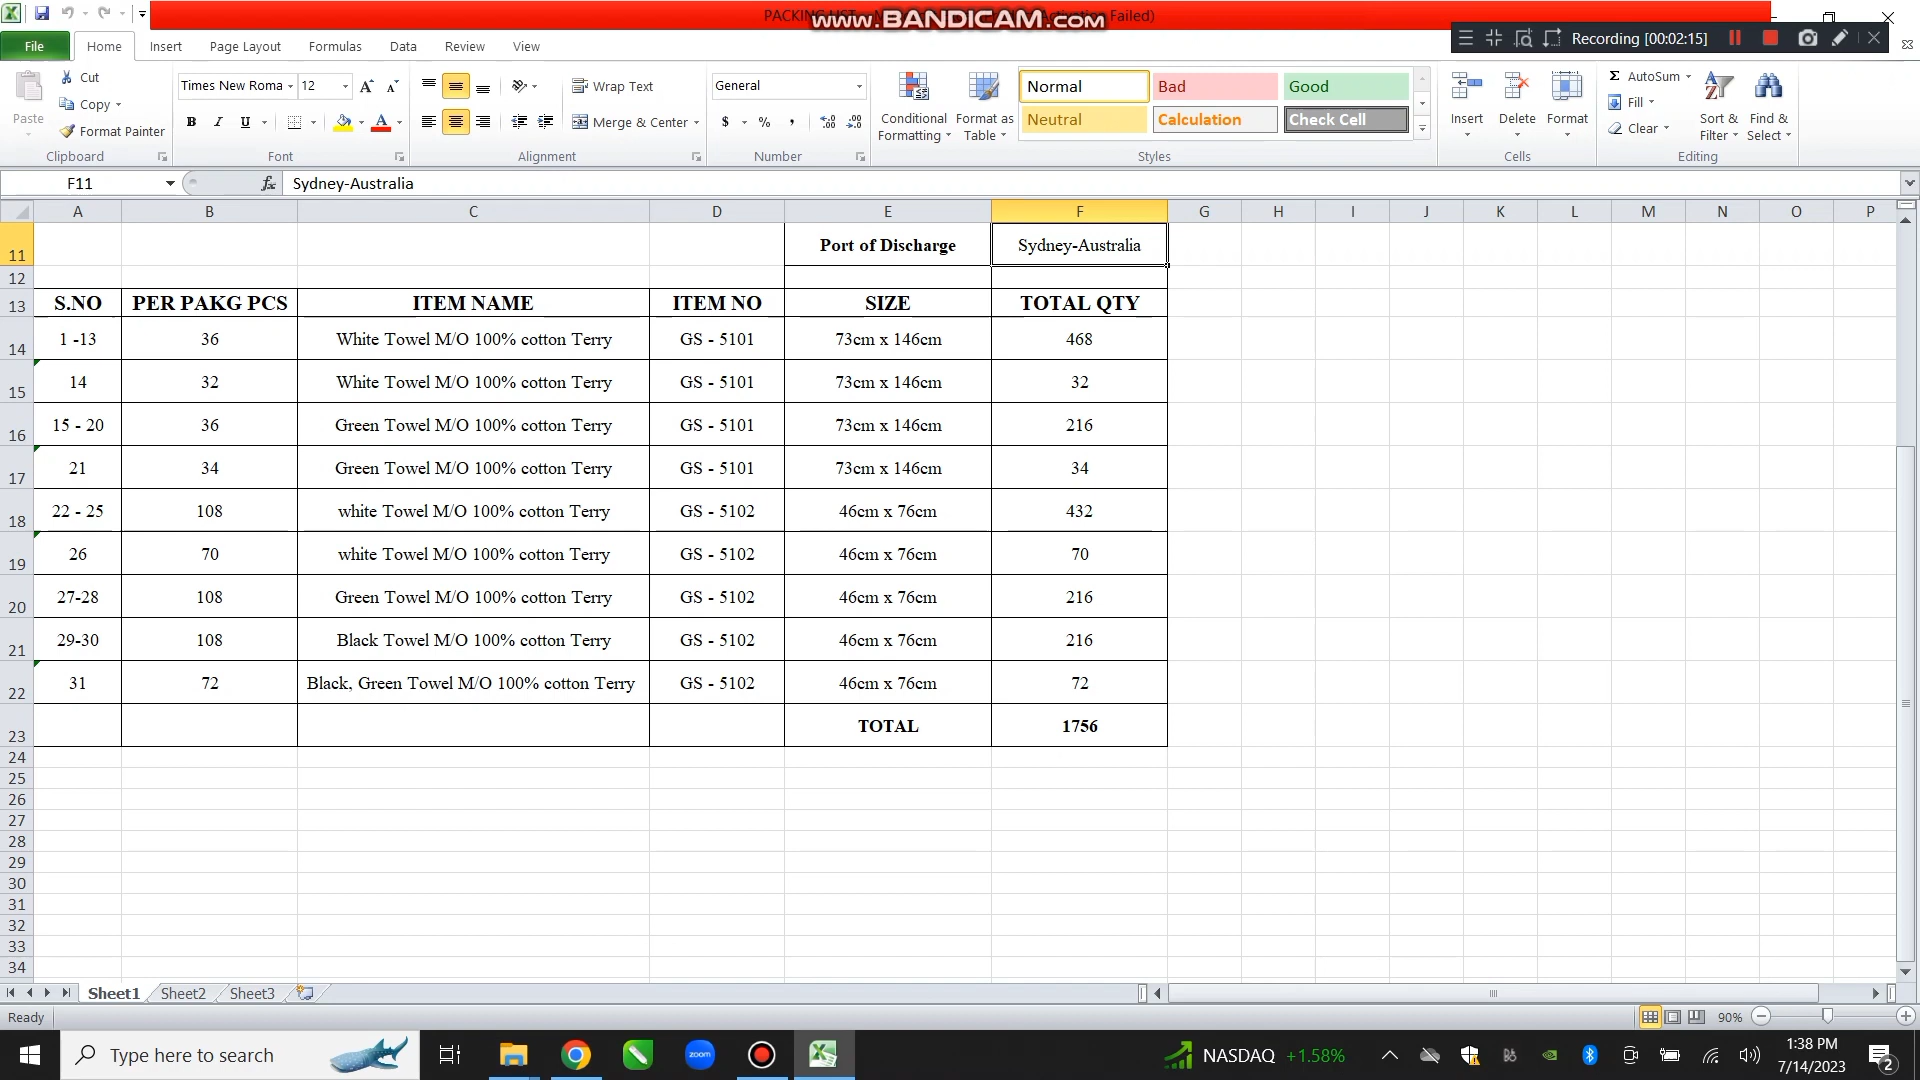 PACKING LIST
Failed)
www.BANDICAM.com
File Home Insert Page Layout Formulas Data Review View
Recording [00:02:15]
Paste
Cut
Copy
Format Painter
Clipboard
Times New Roma 12
B I U
Font
Wrap Text
Merge & Center
Alignment
General
$ % ,
Number
Conditional Formatting
Format as Table
Normal Bad Good
Neutral Calculation Check Cell
Styles
Insert Delete Format
Cells
Σ AutoSum
Fill
Clear
Sort & Filter
Find & Select
Editing
F11 fx Sydney-Australia
A B C D E F G H I J K L M N O P
11 Port of Discharge Sydney-Australia
12
13 S.NO PER PAKG PCS ITEM NAME ITEM NO SIZE TOTAL QTY
14 1 -13 36 White Towel M/O 100% cotton Terry GS - 5101 73cm x 146cm 468
15 14 32 White Towel M/O 100% cotton Terry GS - 5101 73cm x 146cm 32
16 15 - 20 36 Green Towel M/O 100% cotton Terry GS - 5101 73cm x 146cm 216
17 21 34 Green Towel M/O 100% cotton Terry GS - 5101 73cm x 146cm 34
18 22 - 25 108 white Towel M/O 100% cotton Terry GS - 5102 46cm x 76cm 432
19 26 70 white Towel M/O 100% cotton Terry GS - 5102 46cm x 76cm 70
20 27-28 108 Green Towel M/O 100% cotton Terry GS - 5102 46cm x 76cm 216
21 29-30 108 Black Towel M/O 100% cotton Terry GS - 5102 46cm x 76cm 216
22 31 72 Black, Green Towel M/O 100% cotton Terry GS - 5102 46cm x 76cm 72
23 TOTAL 1756
24
25
26
27
28
29
30
31
32
33
34
Sheet1 Sheet2 Sheet3
Ready
90%
Type here to search
zoom
NASDAQ +1.58%
1:38 PM
7/14/2023
2